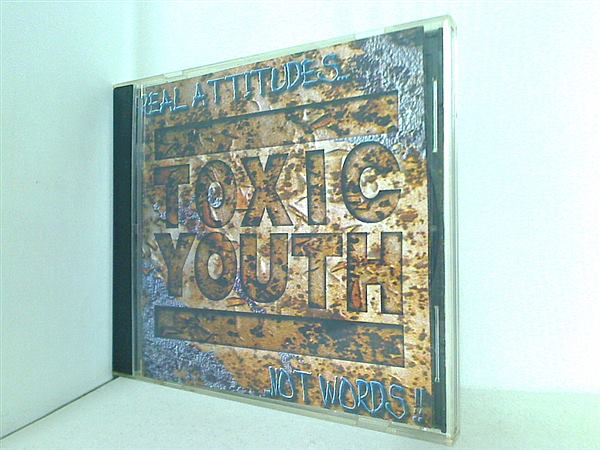 REAL ATTITUDES...
TOXIC
YOUTH
...NOT WORDS!!